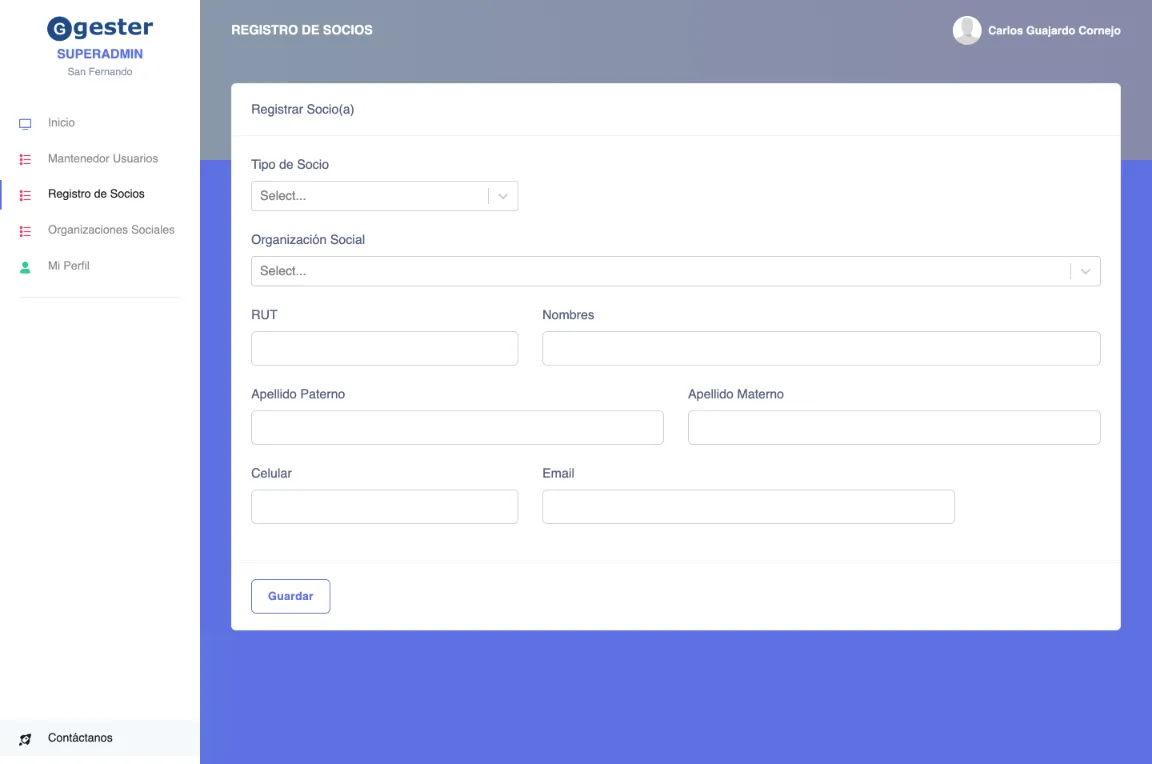 Ggester
SUPERADMIN
San Fernando
Inicio
Mantenedor Usuarios
Registro de Socios
Organizaciones Sociales
Mi Perfil
Contáctanos
REGISTRO DE SOCIOS
Carlos Guajardo Cornejo
Registrar Socio(a)
Tipo de Socio
Select...
Organización Social
Select...
RUT
Nombres
Apellido Paterno
Apellido Materno
Celular
Email
Guardar